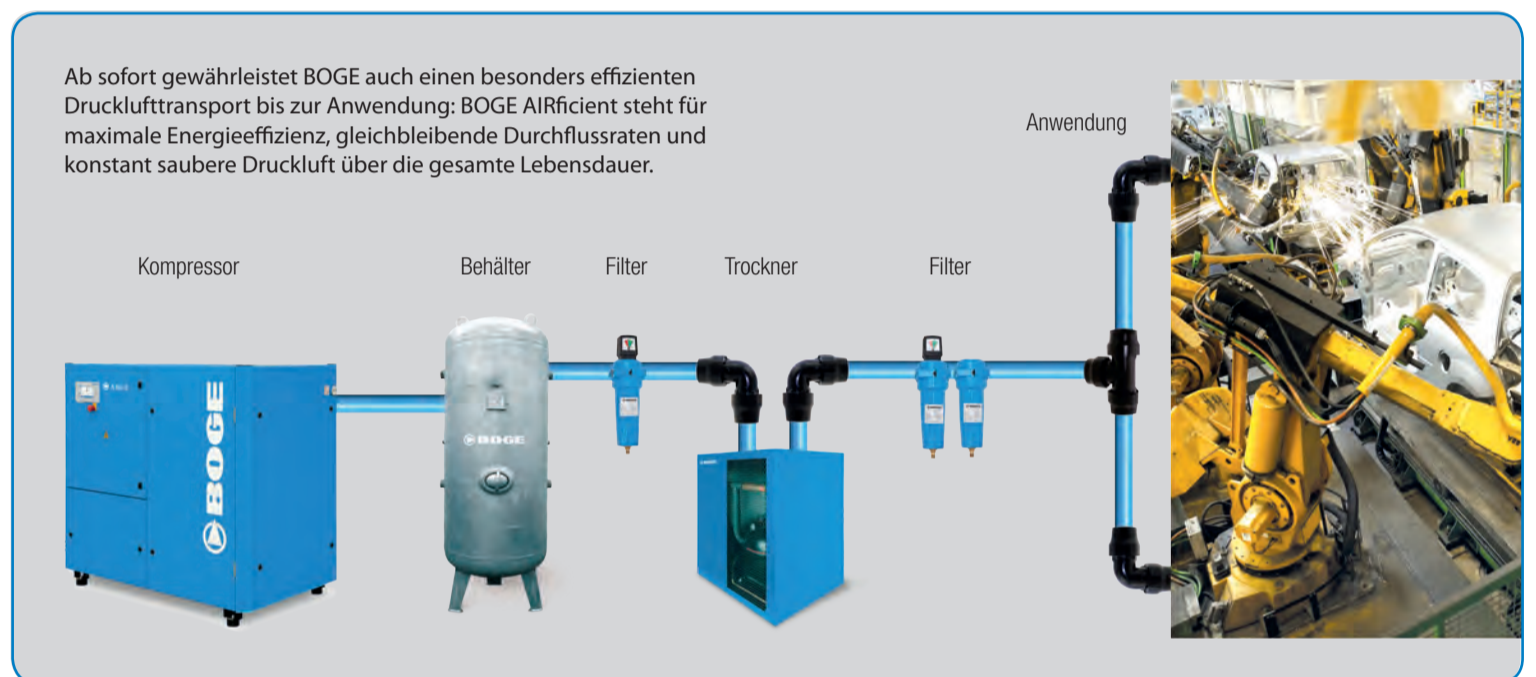 Ab sofort gewährleistet BOGE auch einen besonders effizienten
Drucklufttransport bis zur Anwendung: BOGE AIRficient steht für
maximale Energieeffizienz, gleichbleibende Durchflussraten und
konstant saubere Druckluft über die gesamte Lebensdauer.
Anwendung
Kompressor
Behälter
Filter
Trockner
Filter
BOGE
BOGE
BOGE